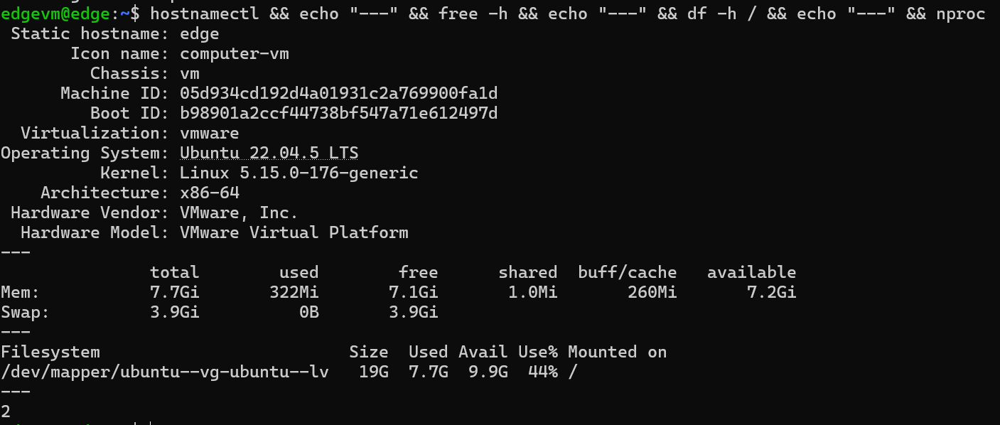 edgevm@edge:~$ hostnamectl && echo "---" && free -h && echo "---" && df -h / && echo "---" && nproc
 Static hostname: edge
       Icon name: computer-vm
         Chassis: vm
      Machine ID: 05d934cd192d4a01931c2a769900fa1d
         Boot ID: b98901a2ccf44738bf547a71e612497d
  Virtualization: vmware
Operating System: Ubuntu 22.04.5 LTS
          Kernel: Linux 5.15.0-176-generic
    Architecture: x86-64
 Hardware Vendor: VMware, Inc.
  Hardware Model: VMware Virtual Platform
---
               total        used        free      shared  buff/cache   available
Mem:           7.7Gi       322Mi       7.1Gi       1.0Mi       260Mi       7.2Gi
Swap:          3.9Gi          0B       3.9Gi
---
Filesystem                         Size  Used Avail Use% Mounted on
/dev/mapper/ubuntu--vg-ubuntu--lv   19G  7.7G  9.9G  44% /
---
2